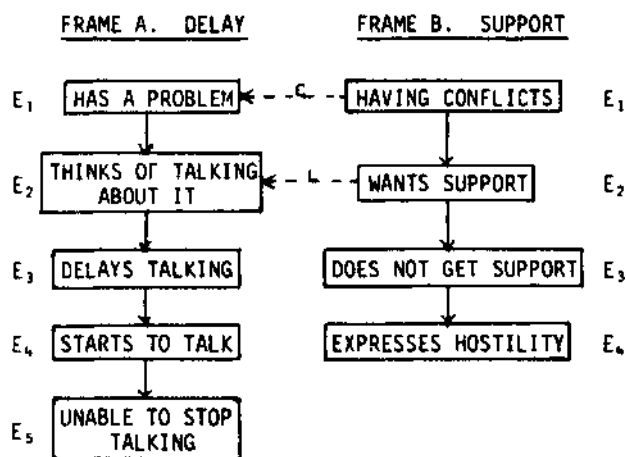 FRAME A. DELAY
FRAME B. SUPPORT
E₁ HAS A PROBLEM C HAVING CONFLICTS E₁
E₂ THINKS OF TALKING
ABOUT IT L WANTS SUPPORT E₂
E₃ DELAYS TALKING DOES NOT GET SUPPORT E₃
E₄ STARTS TO TALK EXPRESSES HOSTILITY E₄
E₅ UNABLE TO STOP
TALKING